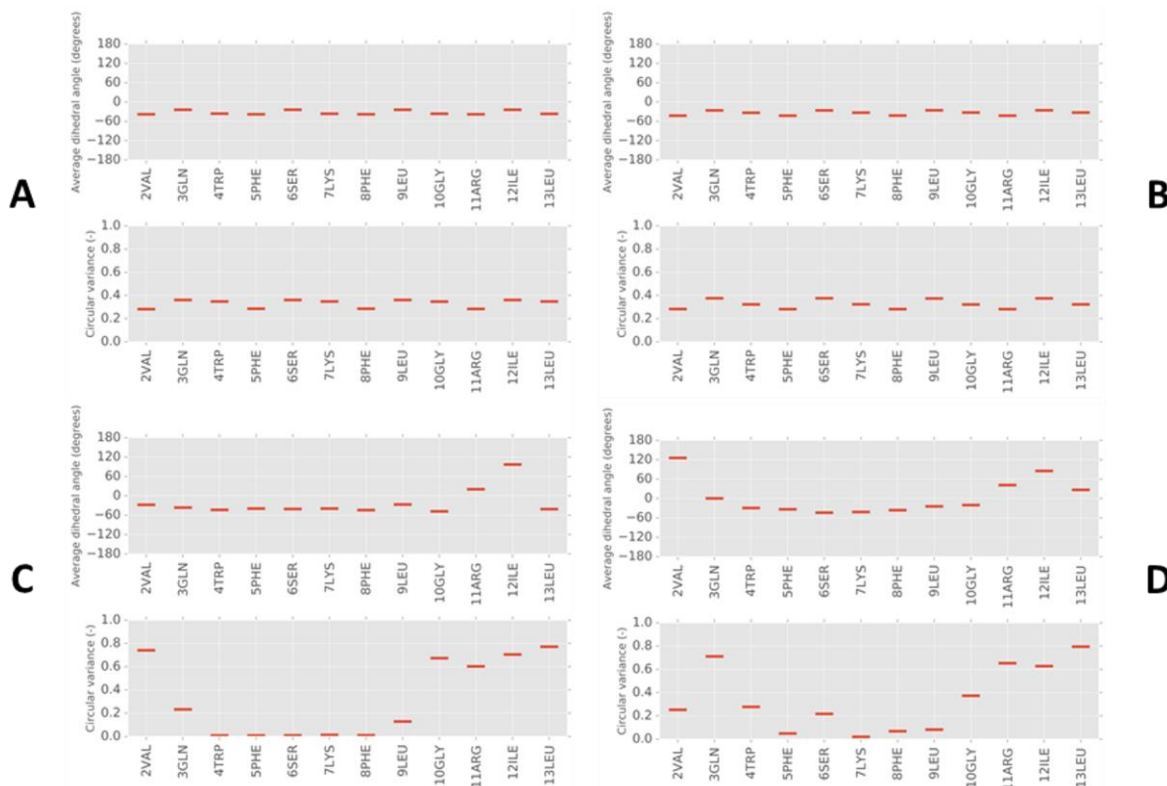 A
Average dihedral angle (degrees)
180
120
60
0
−60
−120
−180
2VAL 3GLN 4TRP 5PHE 6SER 7LYS 8PHE 9LEU 10GLY 11ARG 12ILE 13LEU
Circular variance (-)
1.0
0.8
0.6
0.4
0.2
0.0
2VAL 3GLN 4TRP 5PHE 6SER 7LYS 8PHE 9LEU 10GLY 11ARG 12ILE 13LEU
B
Average dihedral angle (degrees)
180
120
60
0
−60
−120
−180
2VAL 3GLN 4TRP 5PHE 6SER 7LYS 8PHE 9LEU 10GLY 11ARG 12ILE 13LEU
Circular variance (-)
1.0
0.8
0.6
0.4
0.2
0.0
2VAL 3GLN 4TRP 5PHE 6SER 7LYS 8PHE 9LEU 10GLY 11ARG 12ILE 13LEU
C
Average dihedral angle (degrees)
180
120
60
0
−60
−120
−180
2VAL 3GLN 4TRP 5PHE 6SER 7LYS 8PHE 9LEU 10GLY 11ARG 12ILE 13LEU
Circular variance (-)
1.0
0.8
0.6
0.4
0.2
0.0
2VAL 3GLN 4TRP 5PHE 6SER 7LYS 8PHE 9LEU 10GLY 11ARG 12ILE 13LEU
D
Average dihedral angle (degrees)
180
120
60
0
−60
−120
−180
2VAL 3GLN 4TRP 5PHE 6SER 7LYS 8PHE 9LEU 10GLY 11ARG 12ILE 13LEU
Circular variance (-)
1.0
0.8
0.6
0.4
0.2
0.0
2VAL 3GLN 4TRP 5PHE 6SER 7LYS 8PHE 9LEU 10GLY 11ARG 12ILE 13LEU